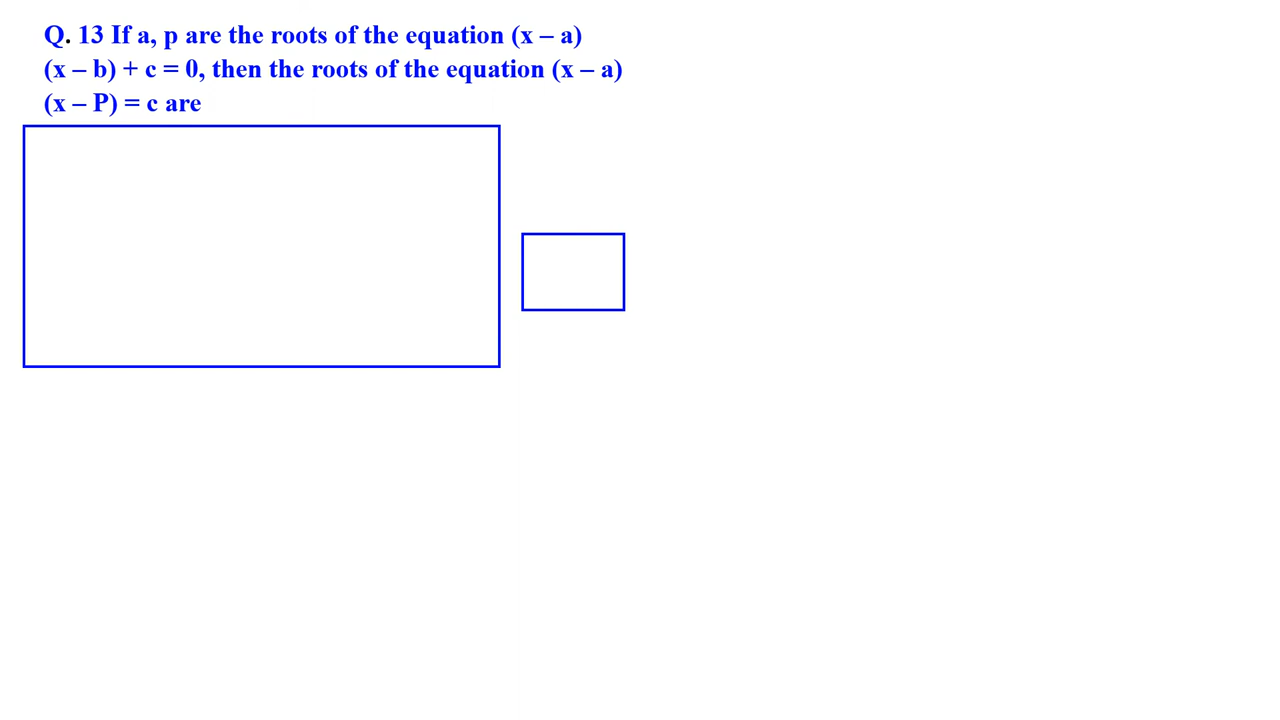 Q. 13 If a, p are the roots of the equation (x – a)
(x – b) + c = 0, then the roots of the equation (x – a)
(x – P) = c are